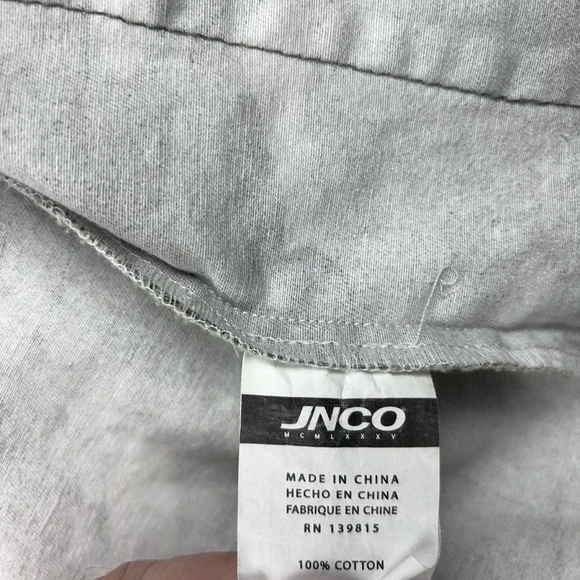 JNCO
MCMLXXXV
MADE IN CHINA
HECHO EN CHINA
FABRIQUE EN CHINE
RN 139815
100% COTTON